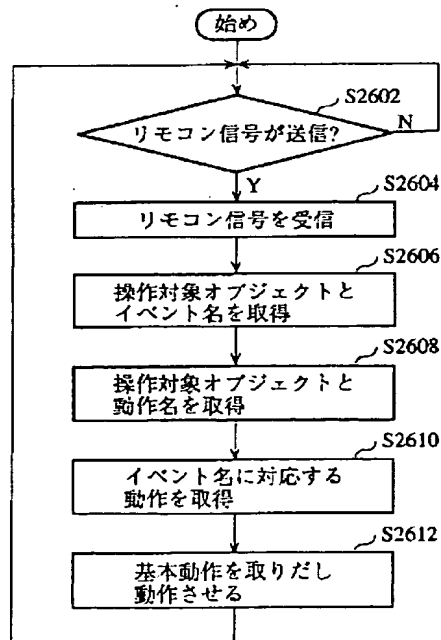 始め
S2602
リモコン信号が送信?
N
Y
S2604
リモコン信号を受信
S2606
操作対象オブジェクトと
イベント名を取得
S2608
操作対象オブジェクトと
動作名を取得
S2610
イベント名に対応する
動作を取得
S2612
基本動作を取りだし
動作させる